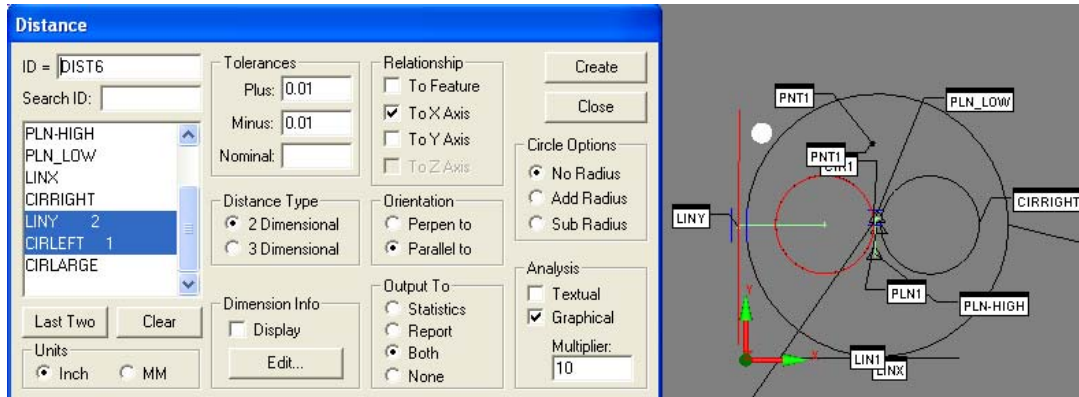 Distance
ID = DIST6
Search ID:
PLN-HIGH
PLN_LOW
LINX
CIRRIGHT
LINY 2
CIRLEFT 1
CIRLARGE
Last Two
Clear
Units
Inch
MM
Tolerances
Plus: 0.01
Minus: 0.01
Nominal:
Distance Type
2 Dimensional
3 Dimensional
Dimension Info
Display
Edit...
Relationship
To Feature
To X Axis
To Y Axis
To Z Axis
Orientation
Perpen to
Parallel to
Output To
Statistics
Report
Both
None
Create
Close
Circle Options
No Radius
Add Radius
Sub Radius
Analysis
Textual
Graphical
Multiplier:
10
PNT1
PLN_LOW
PNT1
CIR1
CIRRIGHT
LINY
PLN1
PLN-HIGH
Y
X
LIN1
LINX